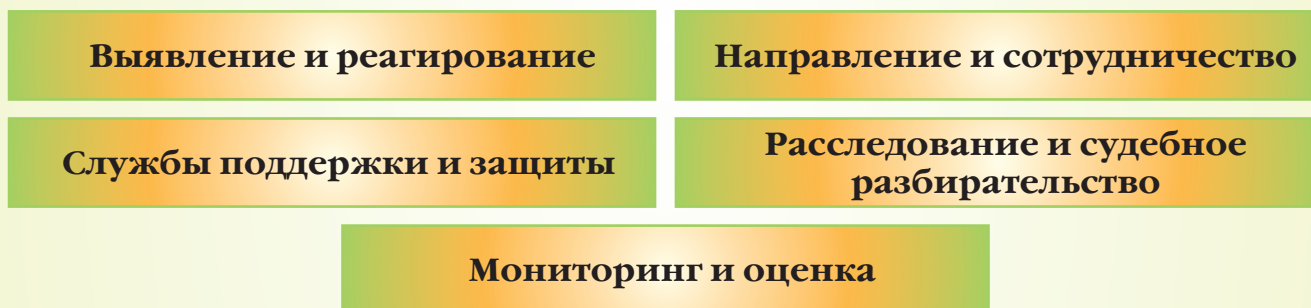 Выявление и реагирование
Направление и сотрудничество
Службы поддержки и защиты
Расследование и судебное
разбирательство
Мониторинг и оценка